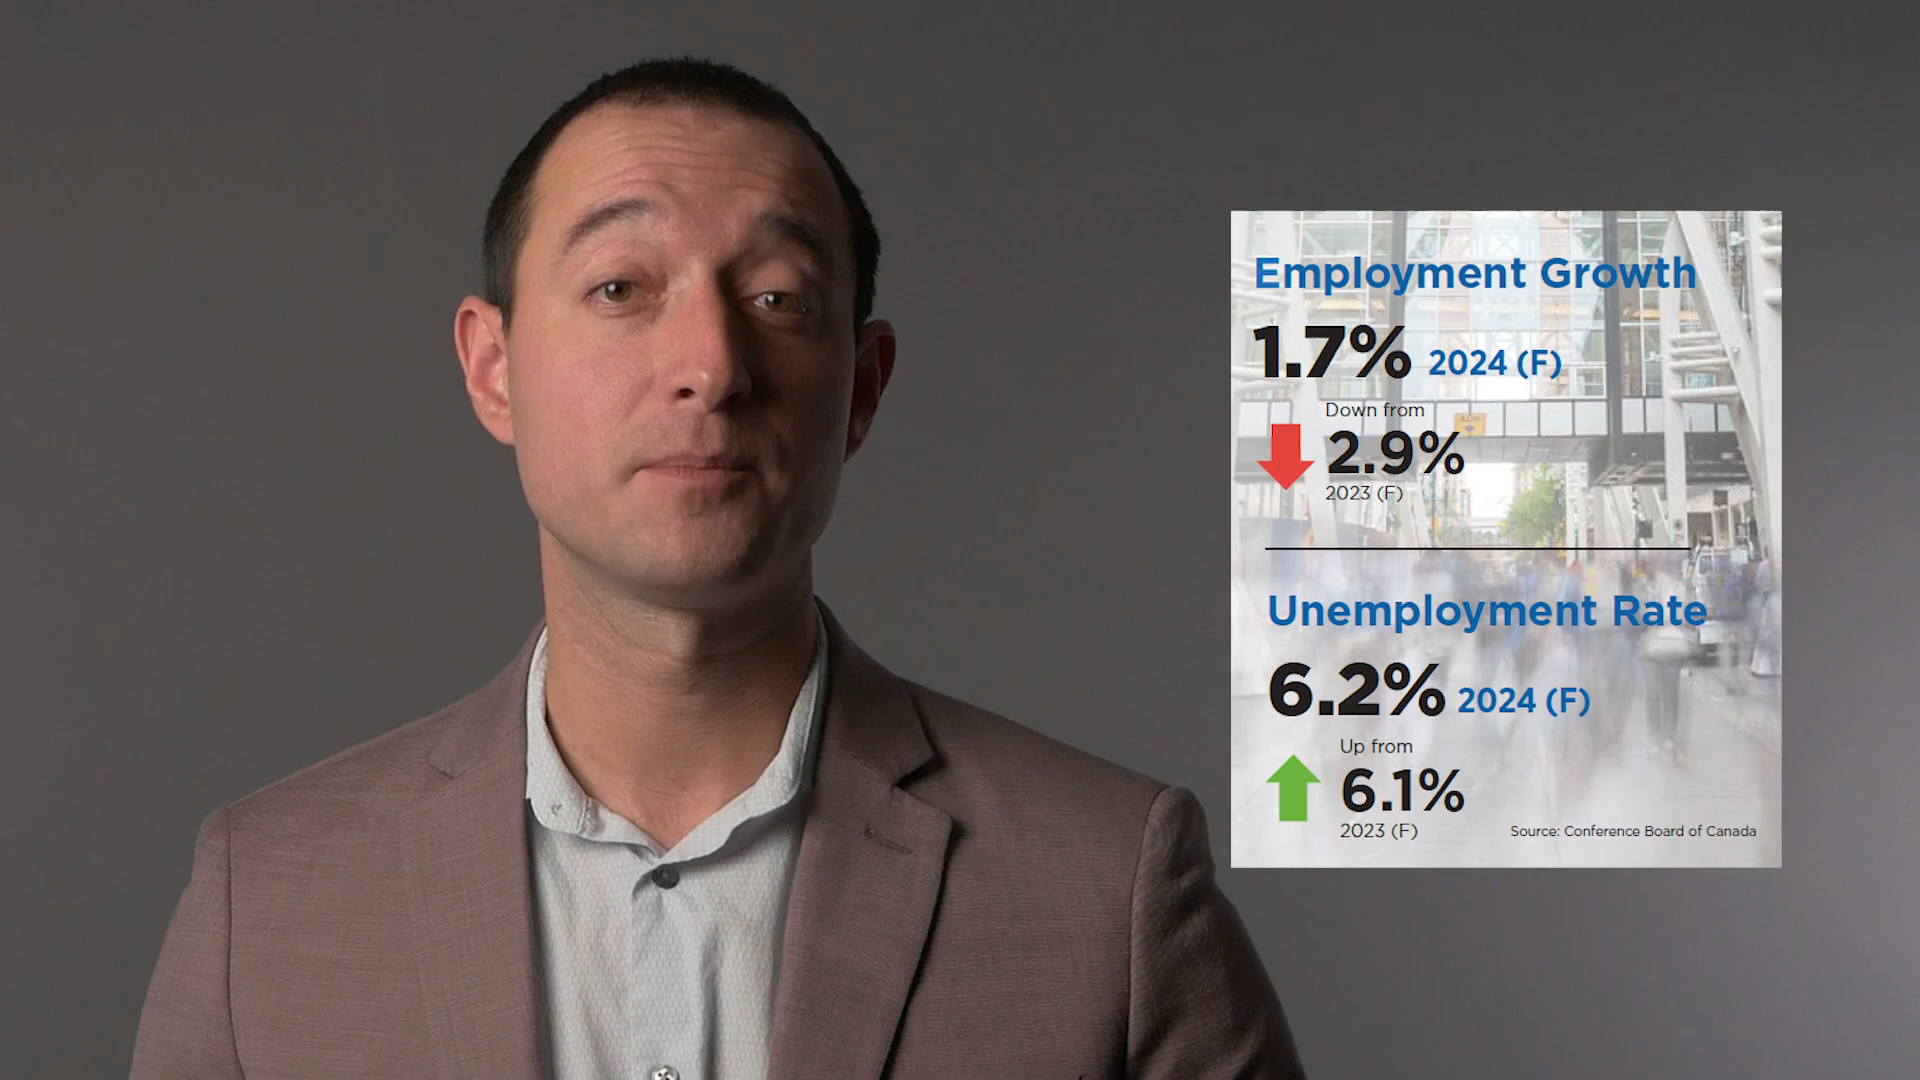 Employment Growth
1.7% 2024 (F)
Down from
2.9%
2023 (F)
Unemployment Rate
6.2% 2024 (F)
Up from
6.1%
2023 (F)
Source: Conference Board of Canada